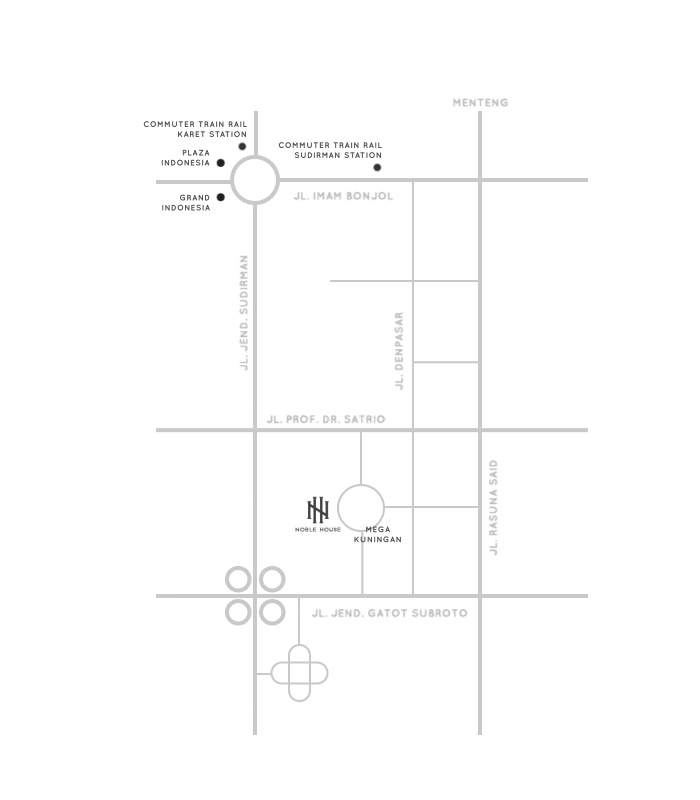 MENTENG
COMMUTER TRAIN RAIL
KARET STATION
PLAZA
INDONESIA
COMMUTER TRAIN RAIL
SUDIRMAN STATION
GRAND
INDONESIA
JL. IMAM BONJOL
JL. JEND. SUDIRMAN
JL. DENPASAR
JL. PROF. DR. SATRIO
JL. RASUNA SAID
NOBLE HOUSE
MEGA
KUNINGAN
JL. JEND. GATOT SUBROTO